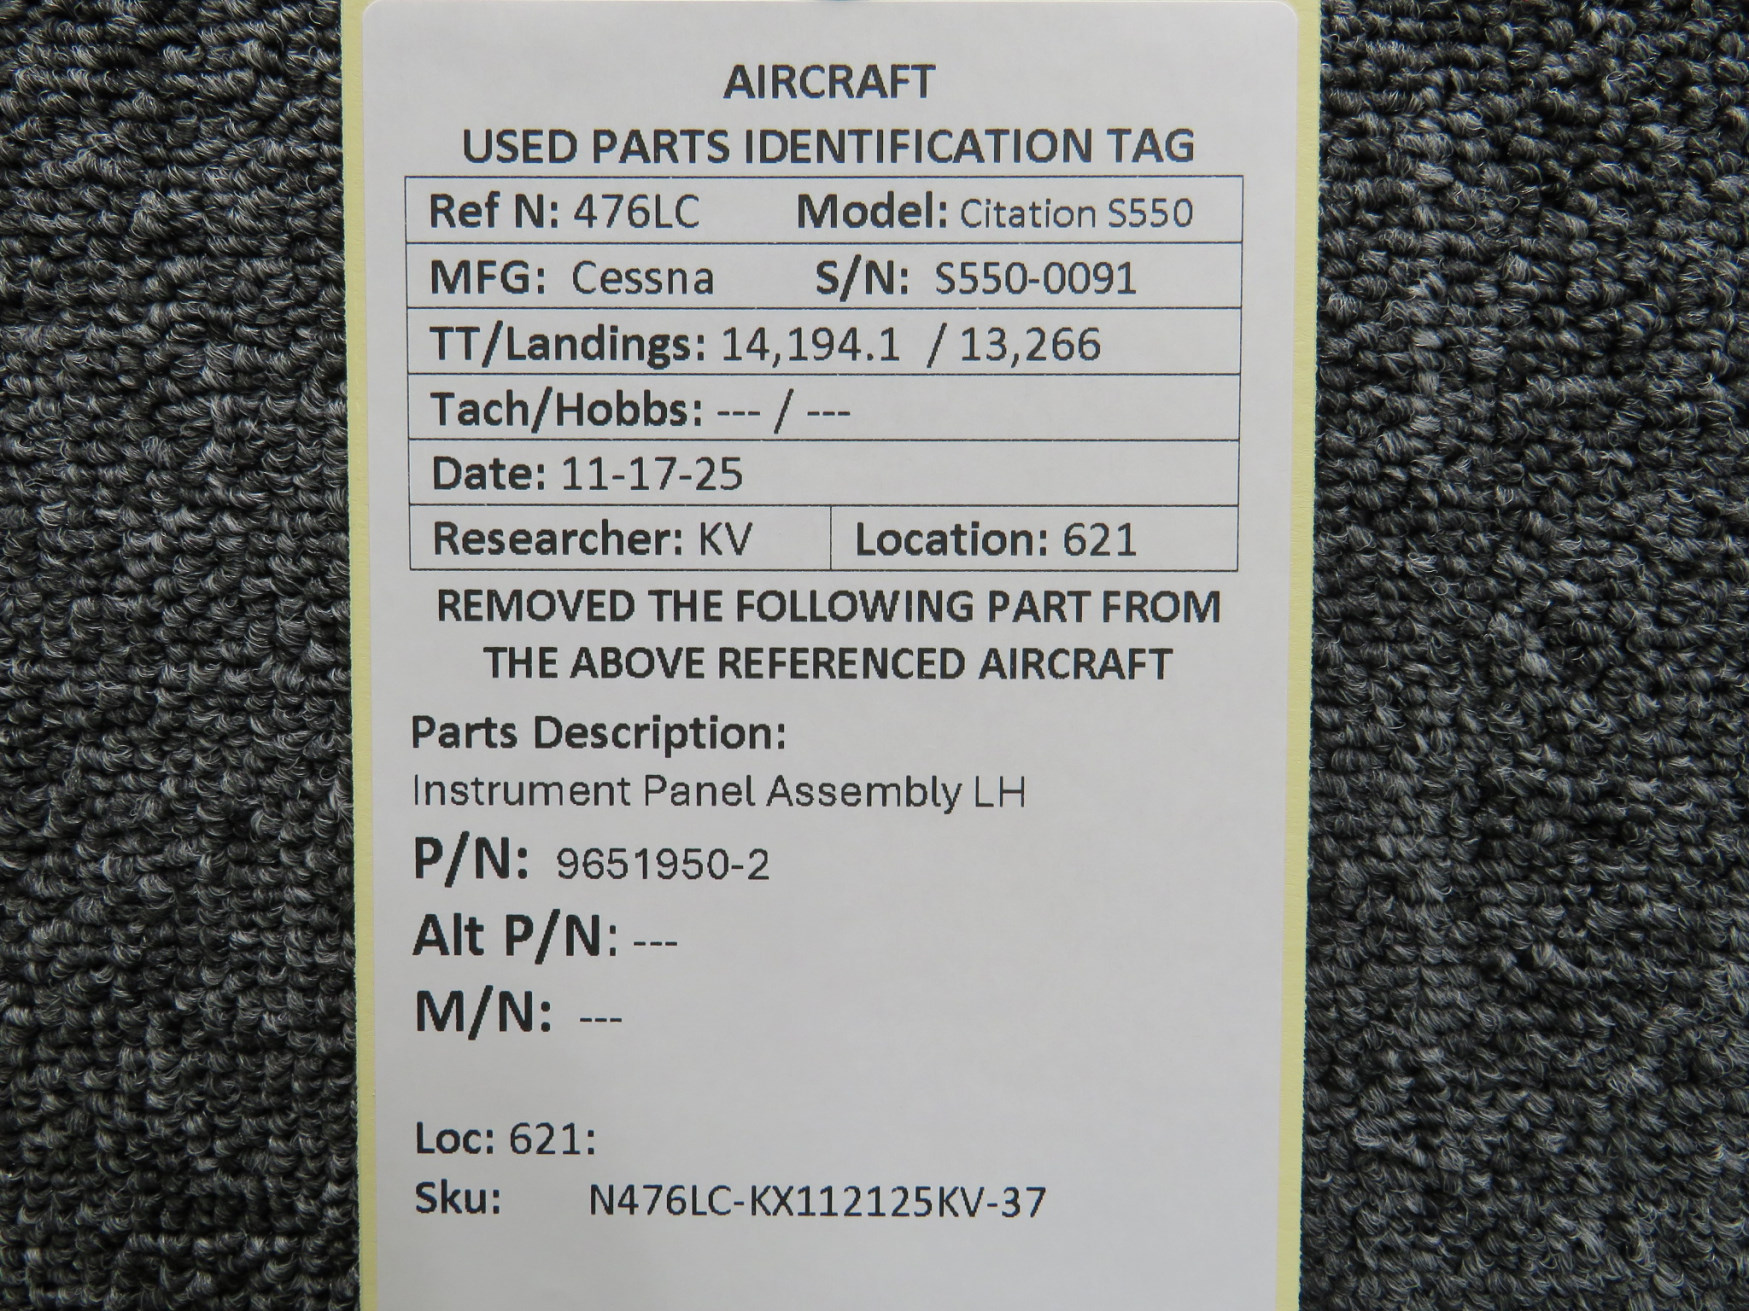 AIRCRAFT
USED PARTS IDENTIFICATION TAG
Ref N: 476LC Model: Citation S550
MFG: Cessna S/N: S550-0091
TT/Landings: 14,194.1 / 13,266
Tach/Hobbs: --- / ---
Date: 11-17-25
Researcher: KV Location: 621
REMOVED THE FOLLOWING PART FROM
THE ABOVE REFERENCED AIRCRAFT
Parts Description:
Instrument Panel Assembly LH
P/N: 9651950-2
Alt P/N: ---
M/N: ---
Loc: 621:
Sku: N476LC-KX112125KV-37